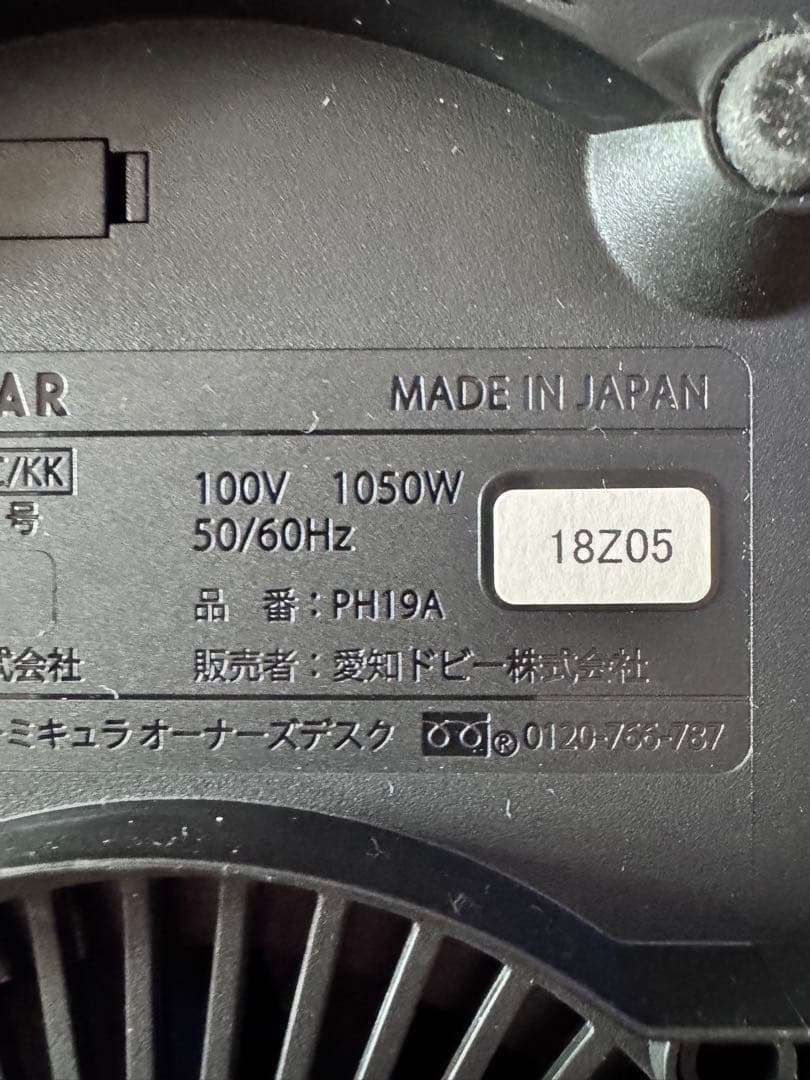 AR MADE IN JAPAN
C/KK 100V 1050W
号 50/60Hz
18Z05
品 番：PH19A
式会社 販売者：愛知ドビー株式会社
ーミキュラ オーナーズデスク ® 0120-766-787